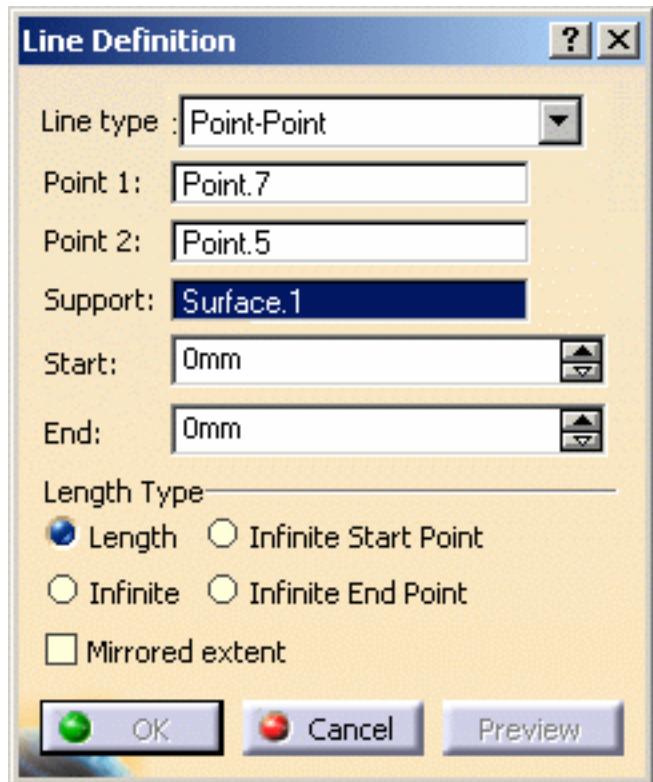 Line Definition ? X
Line type : Point-Point
Point 1: Point.7
Point 2: Point.5
Support: Surface.1
Start: 0mm
End: 0mm
Length Type
Length Infinite Start Point
Infinite Infinite End Point
Mirrored extent
OK Cancel Preview